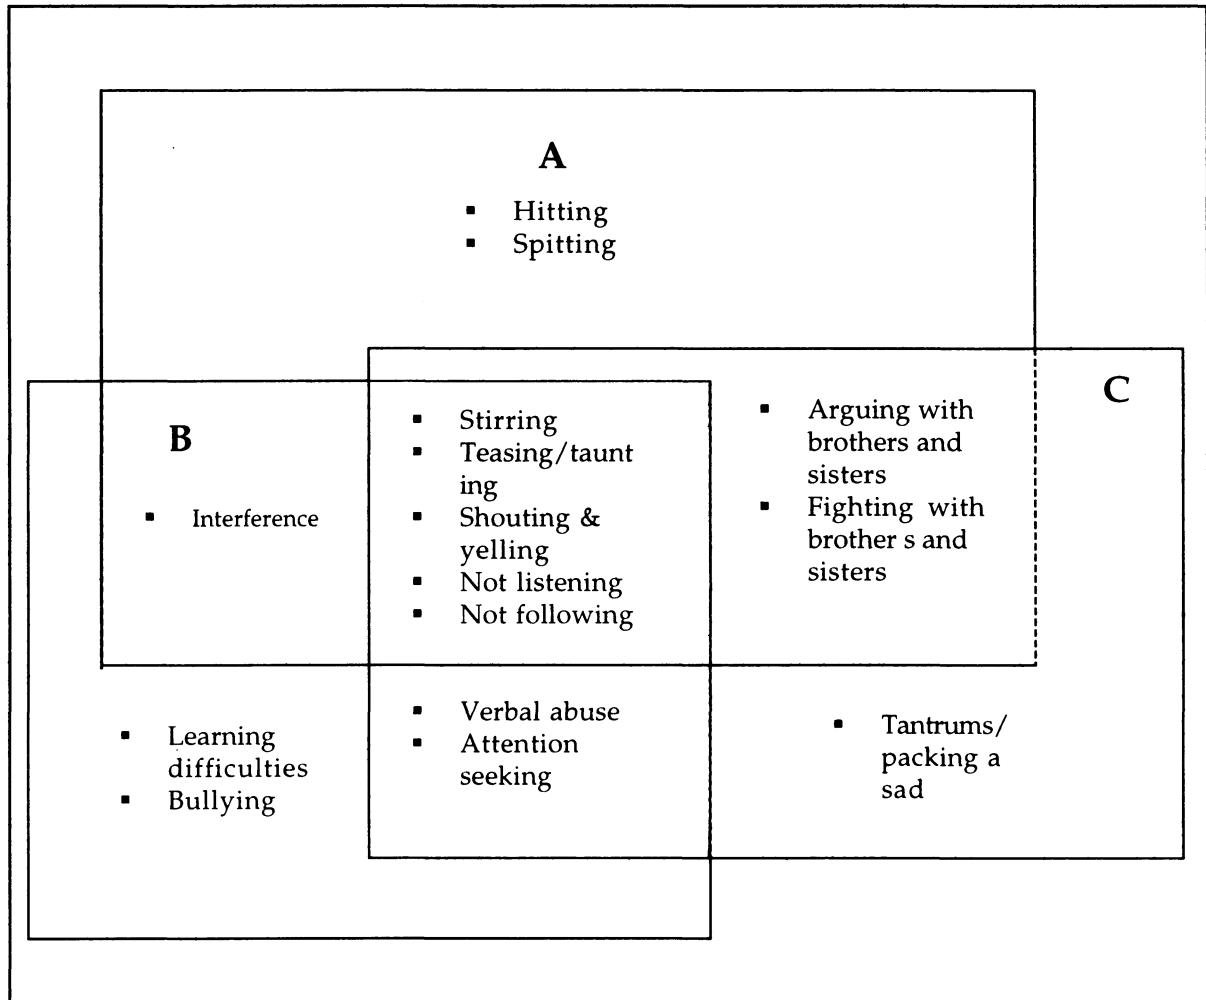 A
▪ Hitting
▪ Spitting
B
▪ Interference
▪ Stirring
▪ Teasing/taunt
ing
▪ Shouting &
yelling
▪ Not listening
▪ Not following
C
▪ Arguing with
brothers and
sisters
▪ Fighting with
brother s and
sisters
▪ Learning
difficulties
▪ Bullying
▪ Verbal abuse
▪ Attention
seeking
▪ Tantrums/
packing a
sad